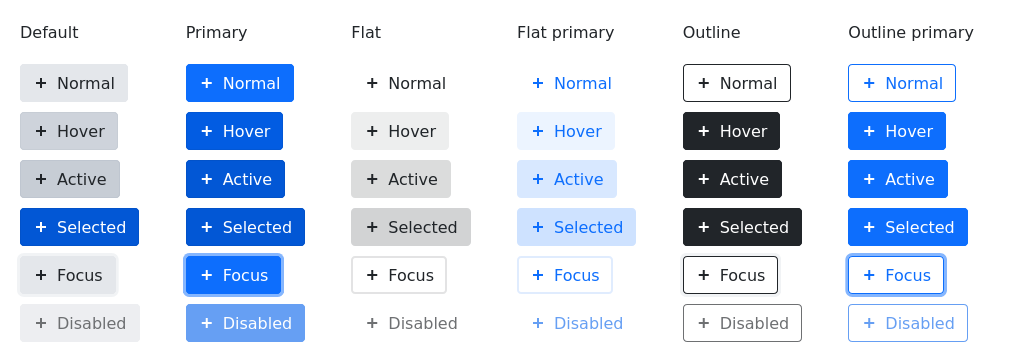 Default Primary Flat Flat primary Outline Outline primary
+ Normal + Normal + Normal + Normal + Normal + Normal
+ Hover + Hover + Hover + Hover + Hover + Hover
+ Active + Active + Active + Active + Active + Active
+ Selected + Selected + Selected + Selected + Selected + Selected
+ Focus + Focus + Focus + Focus + Focus + Focus
+ Disabled + Disabled + Disabled + Disabled + Disabled + Disabled